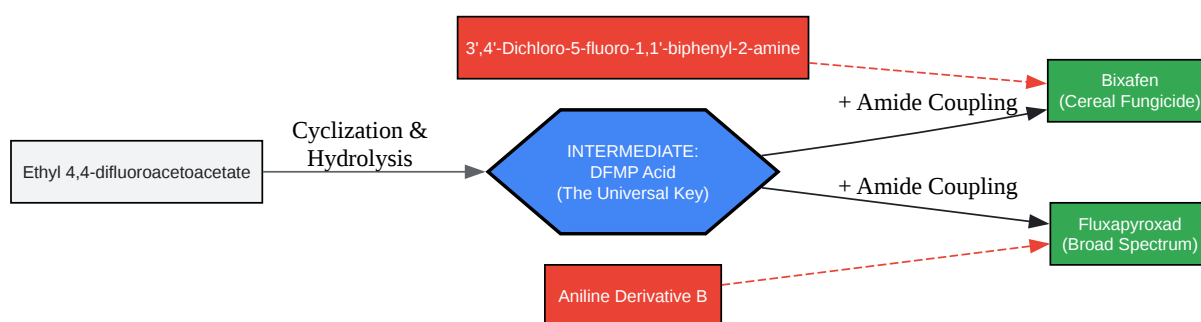 3',4'-Dichloro-5-fluoro-1,1'-biphenyl-2-amine
Bixafen
(Cereal Fungicide)
+ Amide Coupling
Cyclization &
Hydrolysis
Ethyl 4,4-difluoroacetoacetate
INTERMEDIATE:
DFMP Acid
(The Universal Key)
+ Amide Coupling
Fluxapyroxad
(Broad Spectrum)
Aniline Derivative B